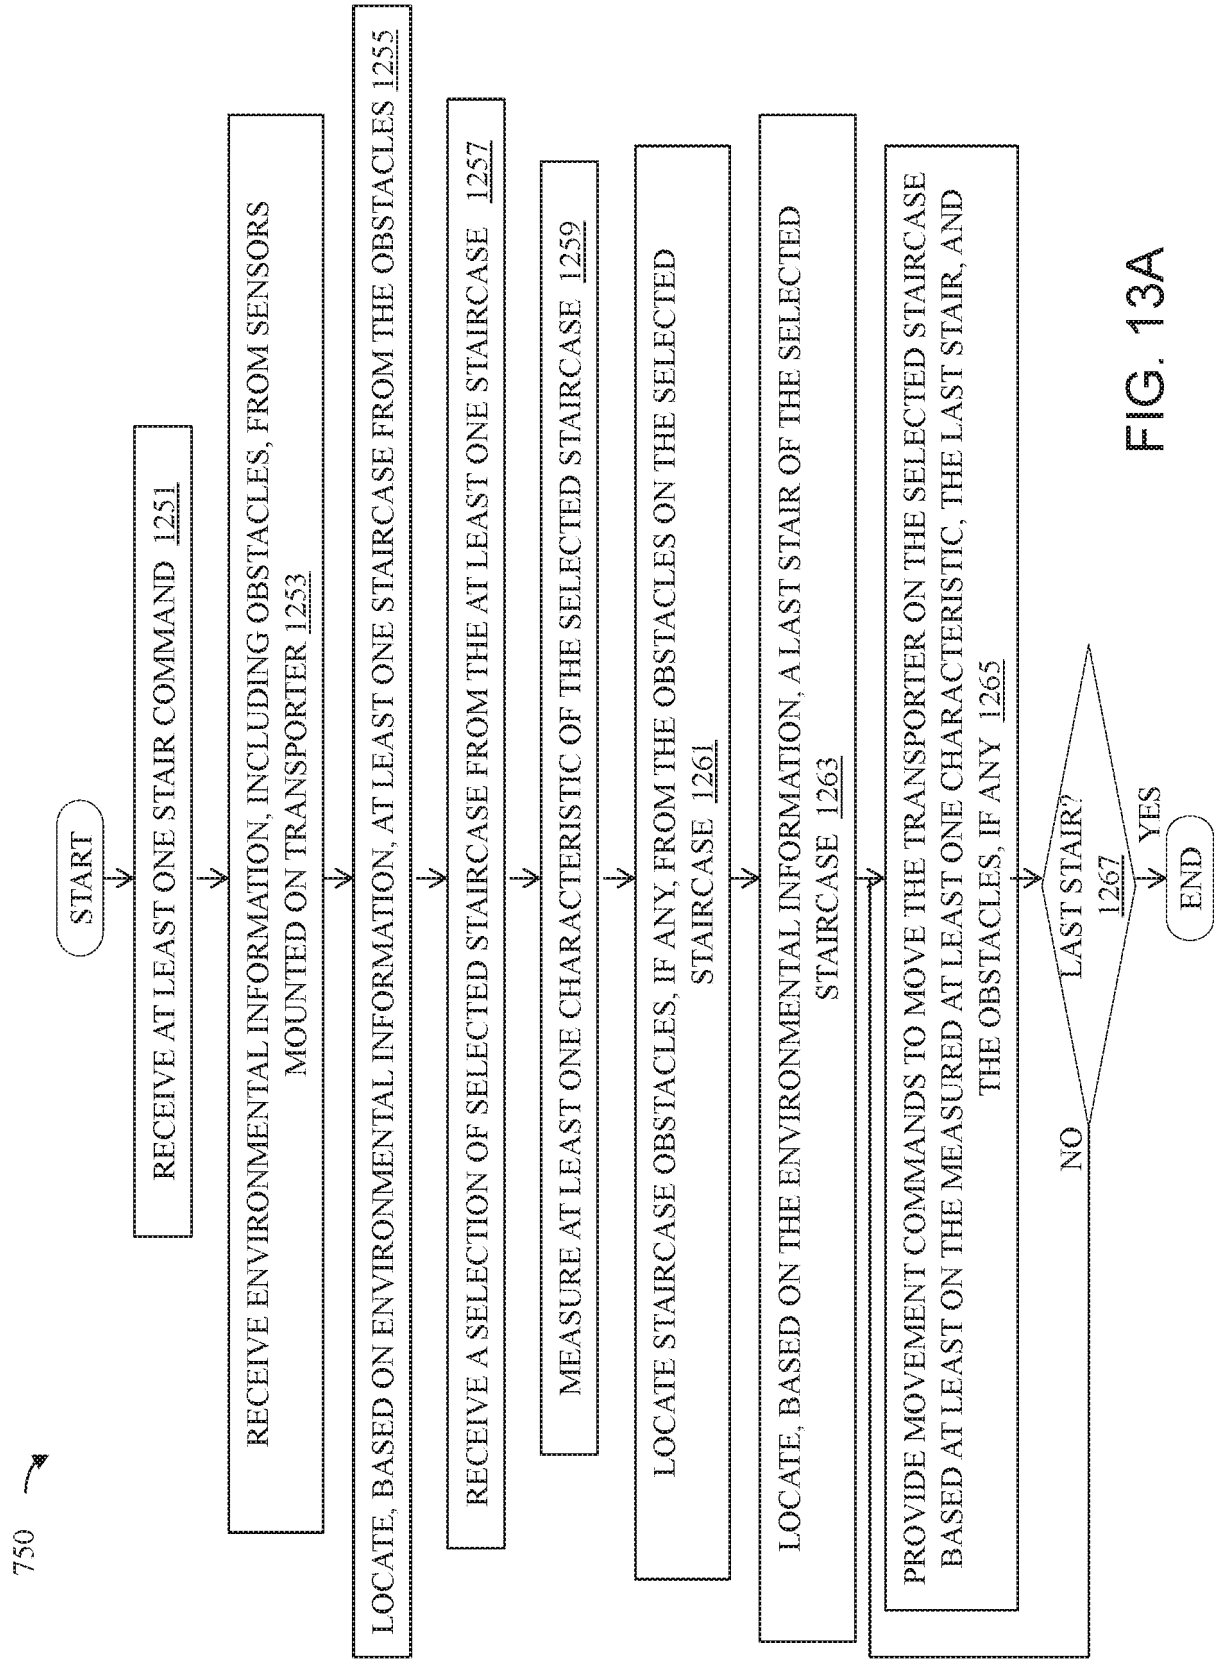 750
START
RECEIVE AT LEAST ONE STAIR COMMAND 1251
RECEIVE ENVIRONMENTAL INFORMATION, INCLUDING OBSTACLES, FROM SENSORS
MOUNTED ON TRANSPORTER 1253
LOCATE, BASED ON ENVIRONMENTAL INFORMATION, AT LEAST ONE STAIRCASE FROM THE OBSTACLES 1255
RECEIVE A SELECTION OF SELECTED STAIRCASE FROM THE AT LEAST ONE STAIRCASE 1257
MEASURE AT LEAST ONE CHARACTERISTIC OF THE SELECTED STAIRCASE 1259
LOCATE STAIRCASE OBSTACLES, IF ANY, FROM THE OBSTACLES ON THE SELECTED
STAIRCASE 1261
LOCATE, BASED ON THE ENVIRONMENTAL INFORMATION, A LAST STAIR OF THE SELECTED
STAIRCASE 1263
PROVIDE MOVEMENT COMMANDS TO MOVE THE TRANSPORTER ON THE SELECTED STAIRCASE
BASED AT LEAST ON THE MEASURED AT LEAST ONE CHARACTERISTIC, THE LAST STAIR, AND
THE OBSTACLES, IF ANY 1265
LAST STAIR?
1267
NO
YES
END
FIG. 13A